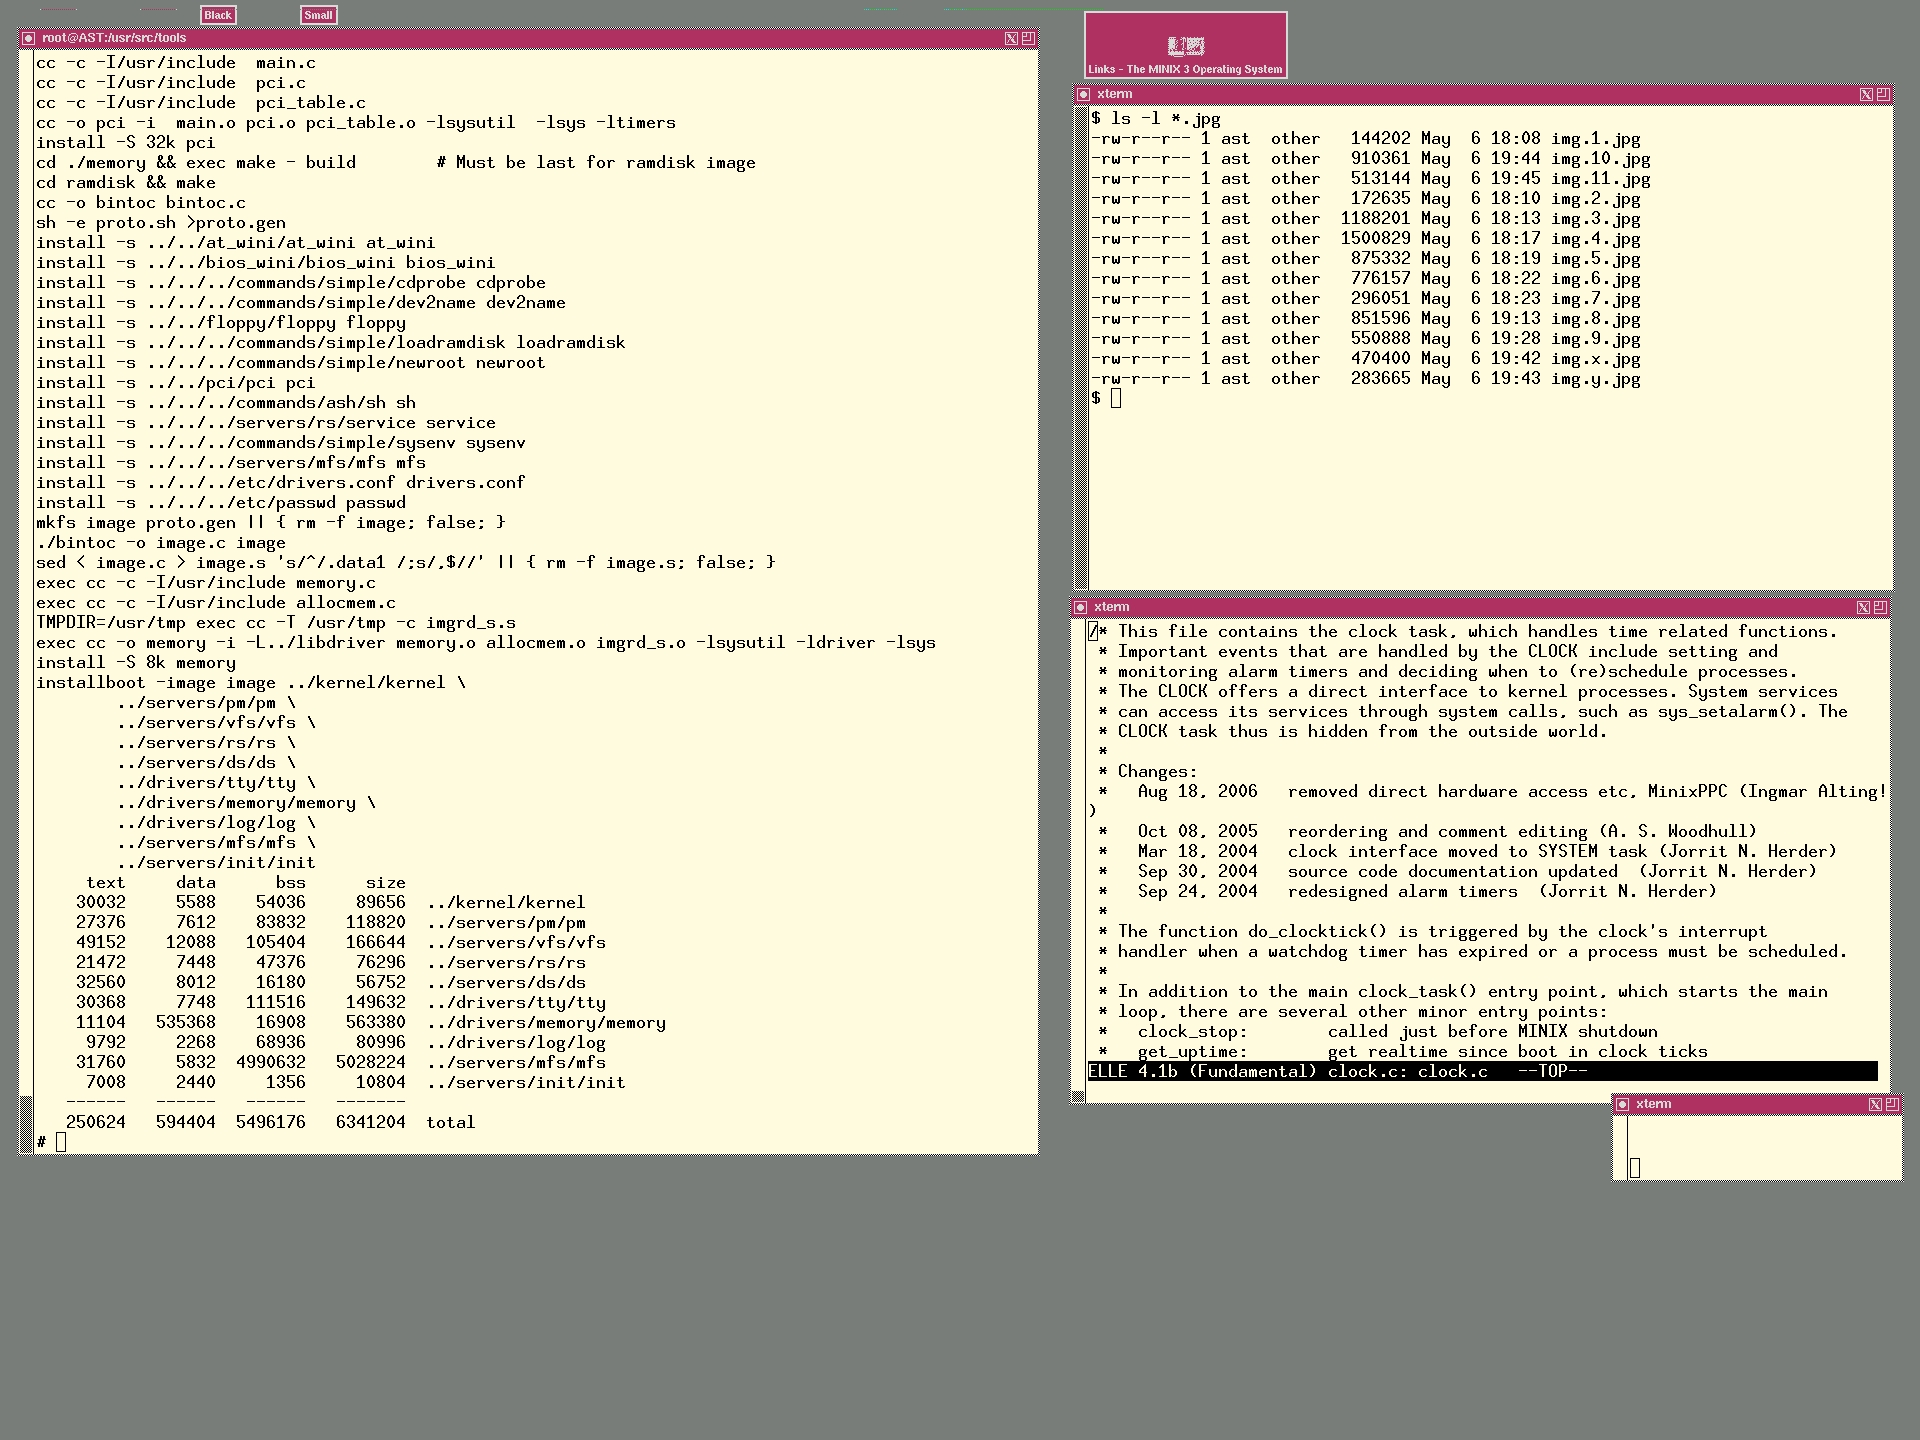 Black
Small
root@AST:/usr/src/tools
cc -c -I/usr/include  main.c
cc -c -I/usr/include  pci.c
cc -c -I/usr/include  pci_table.c
cc -o pci -i  main.o pci.o pci_table.o -lsysutil  -lsys -ltimers
install -S 32k pci
cd ./memory && exec make - build        # Must be last for ramdisk image
cd ramdisk && make
cc -o bintoc bintoc.c
sh -e proto.sh >proto.gen
install -s ../../at_wini/at_wini at_wini
install -s ../../bios_wini/bios_wini bios_wini
install -s ../../../commands/simple/cdprobe cdprobe
install -s ../../../commands/simple/dev2name dev2name
install -s ../../floppy/floppy floppy
install -s ../../../commands/simple/loadramdisk loadramdisk
install -s ../../../commands/simple/newroot newroot
install -s ../../pci/pci pci
install -s ../../../commands/ash/sh sh
install -s ../../../servers/rs/service service
install -s ../../../commands/simple/sysenv sysenv
install -s ../../../servers/mfs/mfs mfs
install -s ../../../etc/drivers.conf drivers.conf
install -s ../../../etc/passwd passwd
mkfs image proto.gen || { rm -f image; false; }
./bintoc -o image.c image
sed < image.c > image.s 's/^/.data1 /;s/,$//' || { rm -f image.s; false; }
exec cc -c -I/usr/include memory.c
exec cc -c -I/usr/include allocmem.c
TMPDIR=/usr/tmp exec cc -T /usr/tmp -c imgrd_s.s
exec cc -o memory -i -L../libdriver memory.o allocmem.o imgrd_s.o -lsysutil -ldriver -lsys
install -S 8k memory
installboot -image image ../kernel/kernel \
        ../servers/pm/pm \
        ../servers/vfs/vfs \
        ../servers/rs/rs \
        ../servers/ds/ds \
        ../drivers/tty/tty \
        ../drivers/memory/memory \
        ../drivers/log/log \
        ../servers/mfs/mfs \
        ../servers/init/init
     text     data      bss      size
    30032     5588    54036     89656  ../kernel/kernel
    27376     7612    83832    118820  ../servers/pm/pm
    49152    12088   105404    166644  ../servers/vfs/vfs
    21472     7448    47376     76296  ../servers/rs/rs
    32560     8012    16180     56752  ../servers/ds/ds
    30368     7748   111516    149632  ../drivers/tty/tty
    11104   535368    16908    563380  ../drivers/memory/memory
     9792     2268    68936     80996  ../drivers/log/log
    31760     5832  4990632   5028224  ../servers/mfs/mfs
     7008     2440     1356     10804  ../servers/init/init
   ------   ------   ------   -------
   250624   594404  5496176   6341204  total
#
Links - The MINIX 3 Operating System
xterm
$ ls -l *.jpg
-rw-r--r-- 1 ast  other   144202 May  6 18:08 img.1.jpg
-rw-r--r-- 1 ast  other   910361 May  6 19:44 img.10.jpg
-rw-r--r-- 1 ast  other   513144 May  6 19:45 img.11.jpg
-rw-r--r-- 1 ast  other   172635 May  6 18:10 img.2.jpg
-rw-r--r-- 1 ast  other  1188201 May  6 18:13 img.3.jpg
-rw-r--r-- 1 ast  other  1500829 May  6 18:17 img.4.jpg
-rw-r--r-- 1 ast  other   875332 May  6 18:19 img.5.jpg
-rw-r--r-- 1 ast  other   776157 May  6 18:22 img.6.jpg
-rw-r--r-- 1 ast  other   296051 May  6 18:23 img.7.jpg
-rw-r--r-- 1 ast  other   851596 May  6 19:13 img.8.jpg
-rw-r--r-- 1 ast  other   550888 May  6 19:28 img.9.jpg
-rw-r--r-- 1 ast  other   470400 May  6 19:42 img.x.jpg
-rw-r--r-- 1 ast  other   283665 May  6 19:43 img.y.jpg
$
xterm
/* This file contains the clock task, which handles time related functions.
 * Important events that are handled by the CLOCK include setting and
 * monitoring alarm timers and deciding when to (re)schedule processes.
 * The CLOCK offers a direct interface to kernel processes. System services
 * can access its services through system calls, such as sys_setalarm(). The
 * CLOCK task thus is hidden from the outside world.
 *
 * Changes:
 *   Aug 18, 2006   removed direct hardware access etc, MinixPPC (Ingmar Alting!
)
 *   Oct 08, 2005   reordering and comment editing (A. S. Woodhull)
 *   Mar 18, 2004   clock interface moved to SYSTEM task (Jorrit N. Herder)
 *   Sep 30, 2004   source code documentation updated  (Jorrit N. Herder)
 *   Sep 24, 2004   redesigned alarm timers  (Jorrit N. Herder)
 *
 * The function do_clocktick() is triggered by the clock's interrupt
 * handler when a watchdog timer has expired or a process must be scheduled.
 *
 * In addition to the main clock_task() entry point, which starts the main
 * loop, there are several other minor entry points:
 *   clock_stop:        called just before MINIX shutdown
 *   get_uptime:        get realtime since boot in clock ticks
ELLE 4.1b (Fundamental) clock.c: clock.c   --TOP--
xterm